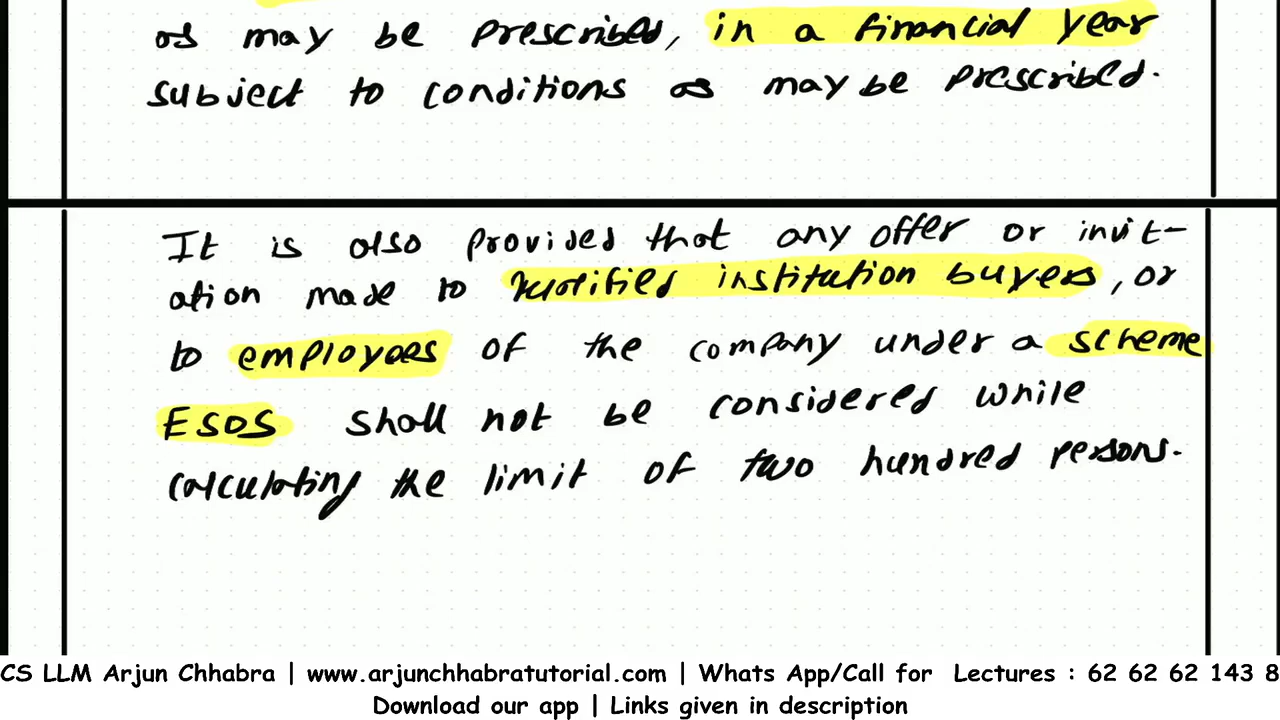 as may be prescribed, in a financial year
subject to conditions as may be prescribed.
It is also provided that any offer or invit-
ation made to qualified institution buyers, or
to employees of the company under a scheme
ESOS shall not be considered while
calculating the limit of two hundred persons.
CS LLM Arjun Chhabra | www.arjunchhabratutorial.com | Whats App/Call for Lectures : 62 62 62 143 8
Download our app | Links given in description